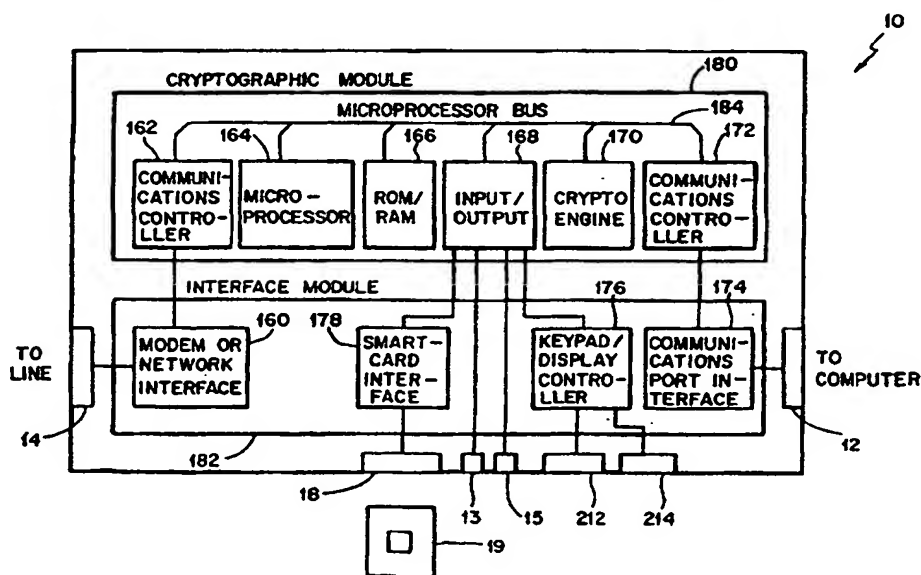 10
CRYPTOGRAPHIC MODULE
180
MICROPROCESSOR BUS
184
162
164
166
168
170
172
COMMUNI-
CATIONS
CONTRO-
LLER
MICRO-
PROCESSOR
ROM/
RAM
INPUT/
OUTPUT
CRYPTO
ENGINE
COMMUNI-
CATIONS
CONTRO-
LLER
INTERFACE MODULE
160
178
176
174
TO
LINE
MODEM OR
NETWORK
INTERFACE
SMART-
CARD
INTER-
FACE
KEYPAD/
DISPLAY
CONTRO-
LLER
COMMUNI-
CATIONS
PORT IN-
TERFACE
TO
COMPUTER
14
182
12
18
13
15
212
214
19